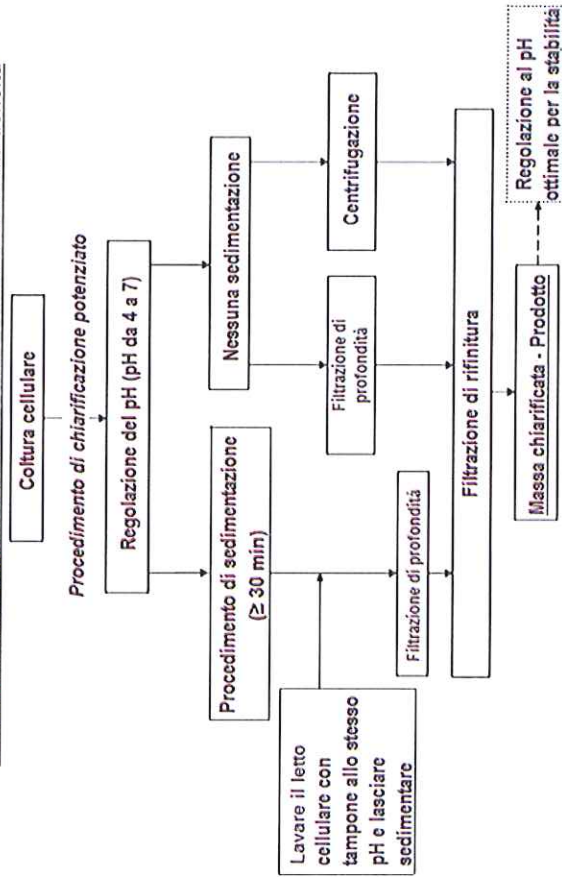 Coltura cellulare
Procedimento di chiarificazione potenziato
Regolazione del pH (pH da 4 a 7)
Procedimento di sedimentazione
(≥ 30 min)
Nessuna sedimentazione
Lavare il letto
cellulare con
tampone allo stesso
pH e lasciare
sedimentare
Filtrazione di
profondità
Centrifugazione
Filtrazione di profondità
Filtrazione di rifinitura
Massa chiarificata - Prodotto
Regolazione al pH
ottimale per la stabilità